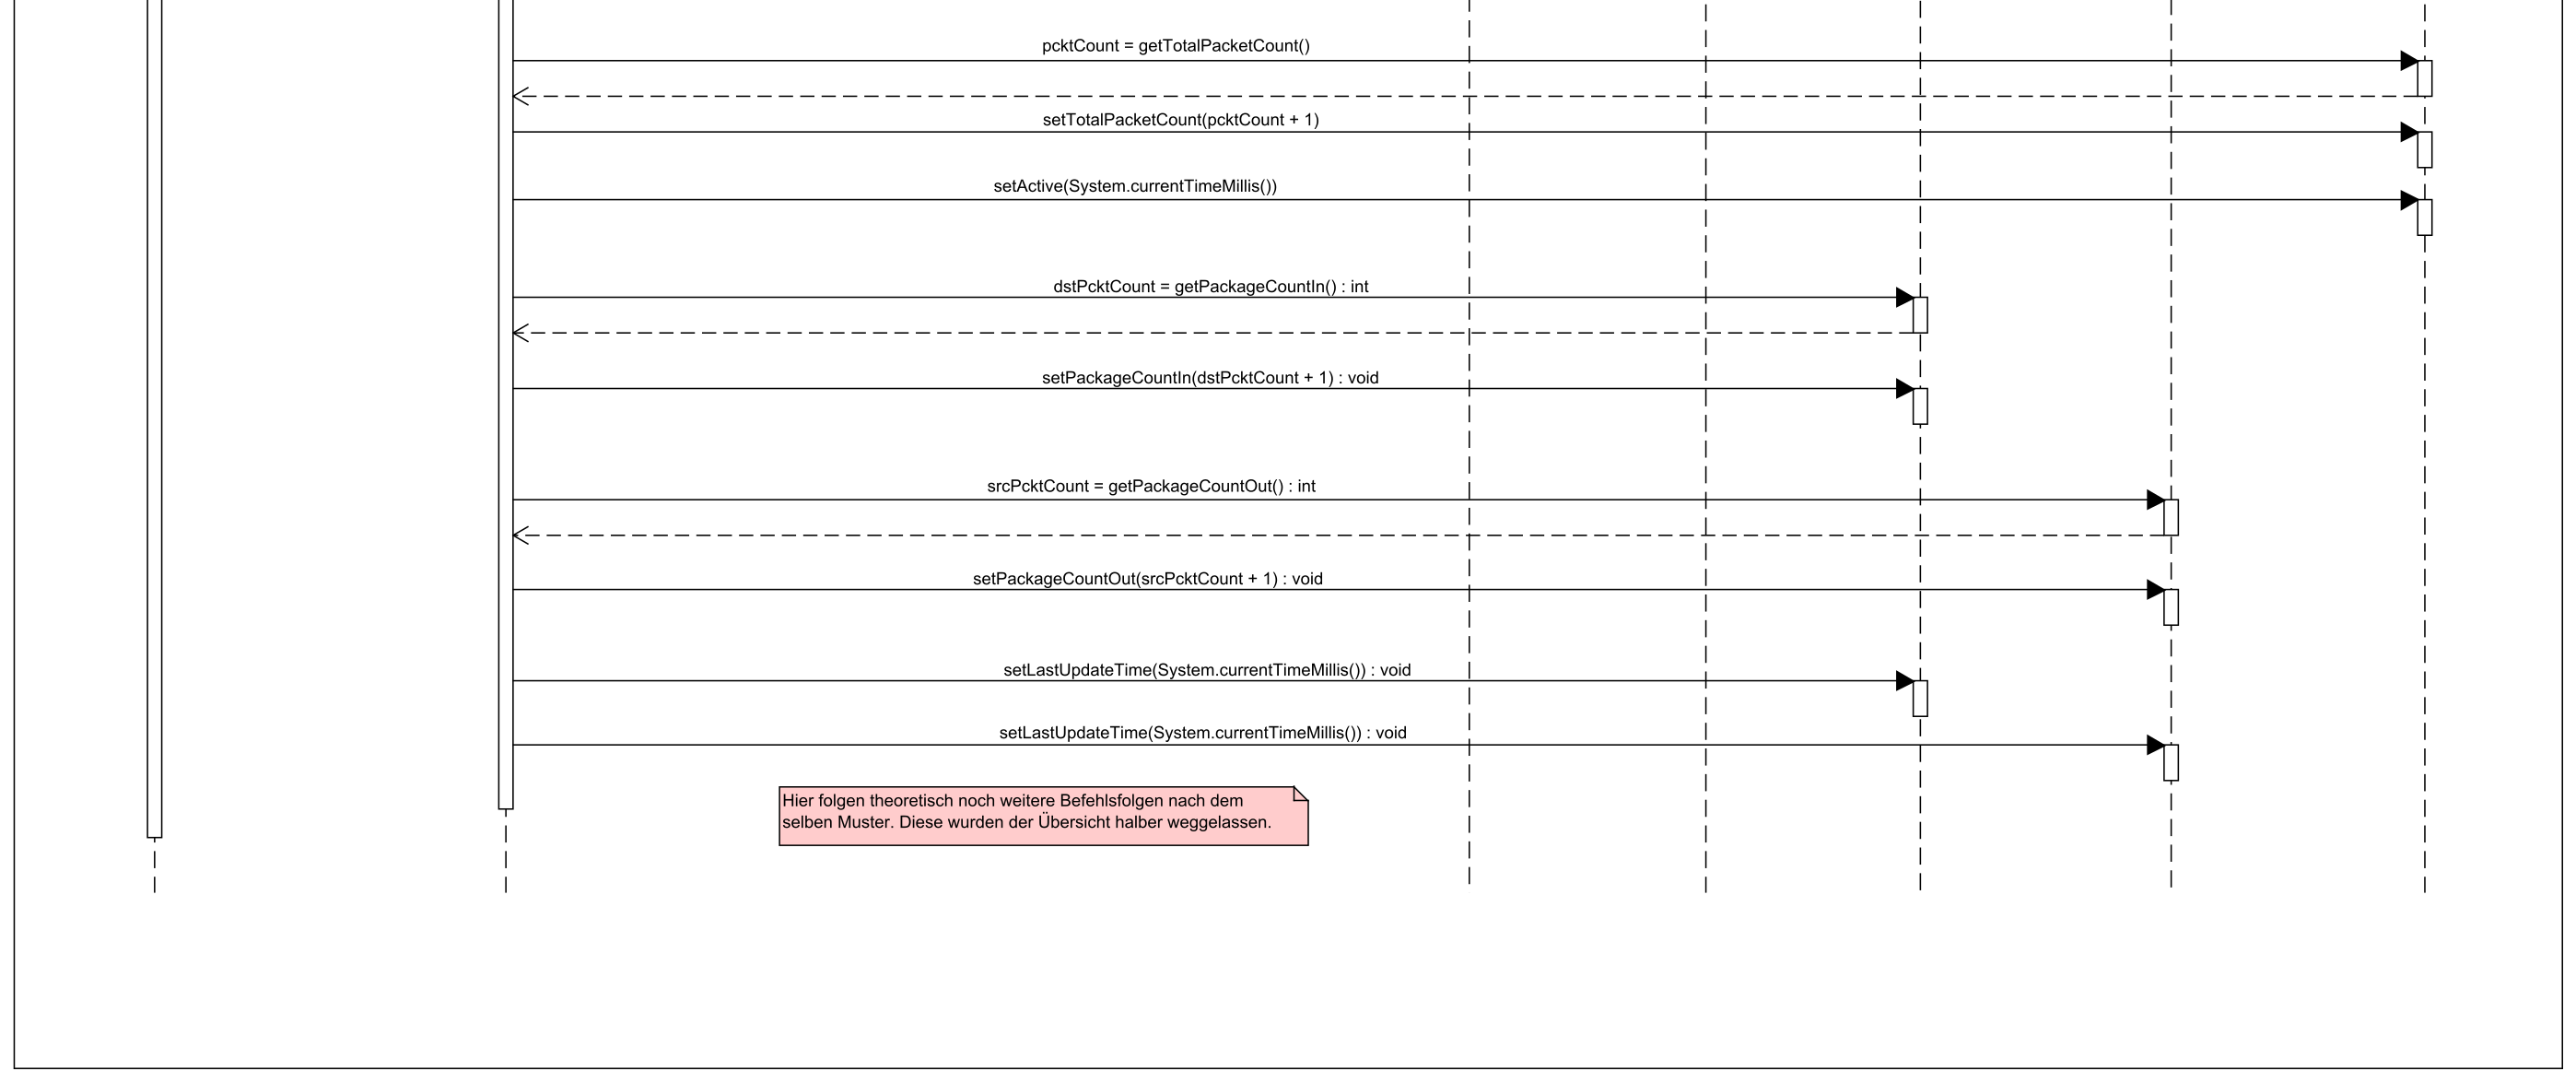 pcktCount = getTotalPacketCount()
setTotalPacketCount(pcktCount + 1)
setActive(System.currentTimeMillis())
dstPcktCount = getPackageCountIn() : int
setPackageCountIn(dstPcktCount + 1) : void
srcPcktCount = getPackageCountOut() : int
setPackageCountOut(srcPcktCount + 1) : void
setLastUpdateTime(System.currentTimeMillis()) : void
setLastUpdateTime(System.currentTimeMillis()) : void
Hier folgen theoretisch noch weitere Befehlsfolgen nach dem
selben Muster. Diese wurden der Übersicht halber weggelassen.